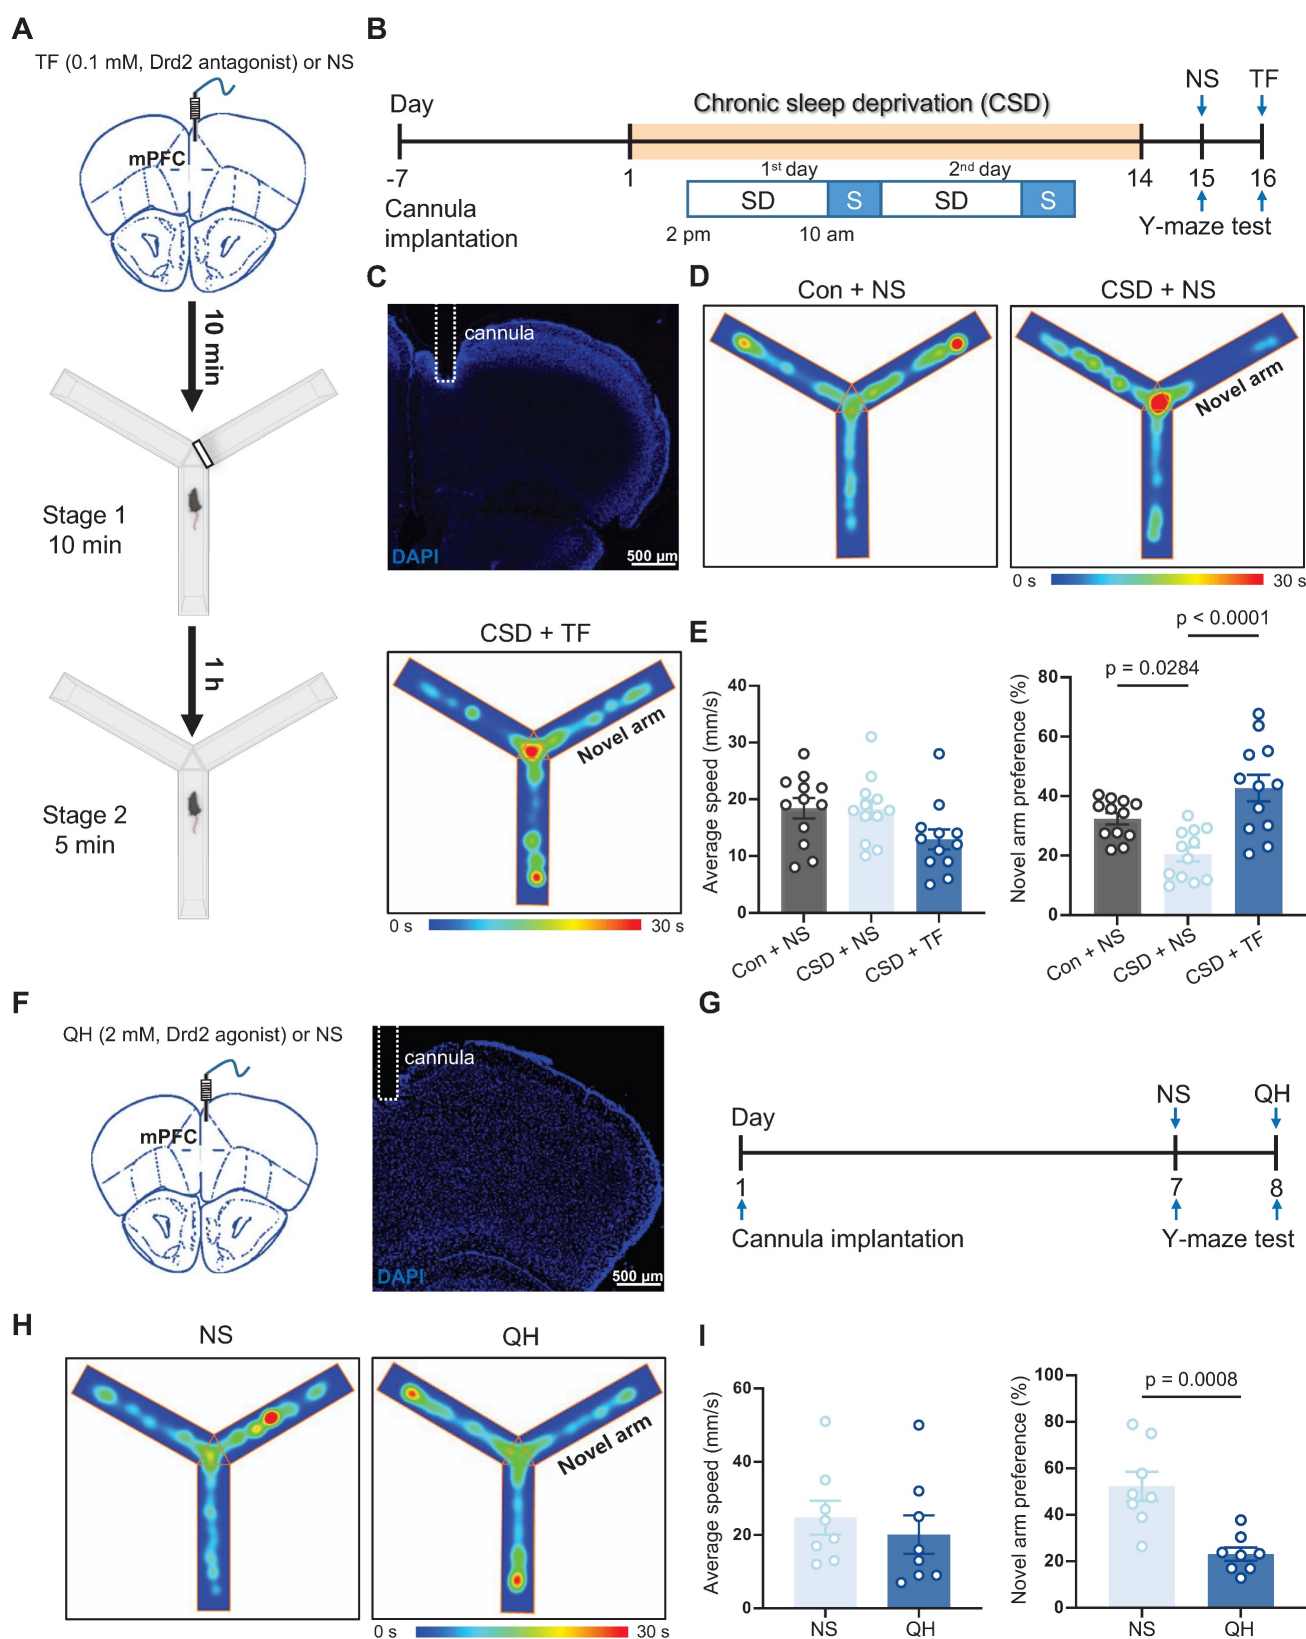 A
TF (0.1 mM, Drd2 antagonist) or NS
mPFC
10 min
Stage 1
10 min
1 h
Stage 2
5 min
B
Day
Chronic sleep deprivation (CSD)
NS
TF
-7
1
14
15
16
Cannula
implantation
1st day
2nd day
SD
S
SD
S
2 pm
10 am
Y-maze test
C
cannula
DAPI
500 μm
D
Con + NS
CSD + NS
Novel arm
0 s
30 s
CSD + TF
Novel arm
0 s
30 s
E
Average speed (mm/s)
40
30
20
10
0
Con + NS
CSD + NS
CSD + TF
p < 0.0001
p = 0.0284
Novel arm preference (%)
80
60
40
20
0
Con + NS
CSD + NS
CSD + TF
F
QH (2 mM, Drd2 agonist) or NS
mPFC
cannula
DAPI
500 μm
G
Day
NS
QH
1
7
8
Cannula implantation
Y-maze test
H
NS
QH
Novel arm
0 s
30 s
I
Average speed (mm/s)
60
40
20
0
NS
QH
p = 0.0008
Novel arm preference (%)
100
80
60
40
20
0
NS
QH